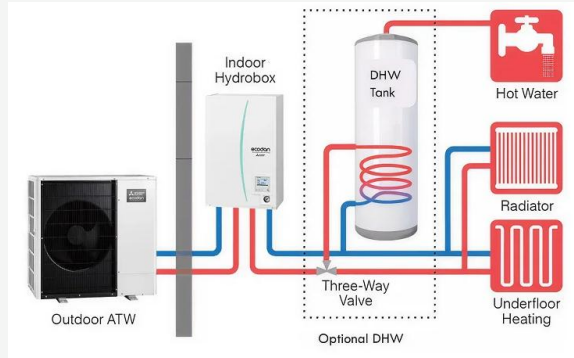 Indoor
Hydrobox
DHW
Tank
Hot Water
ecodan
Radiator
Three-Way
Valve
Underfloor
Heating
Outdoor ATW
Optional DHW